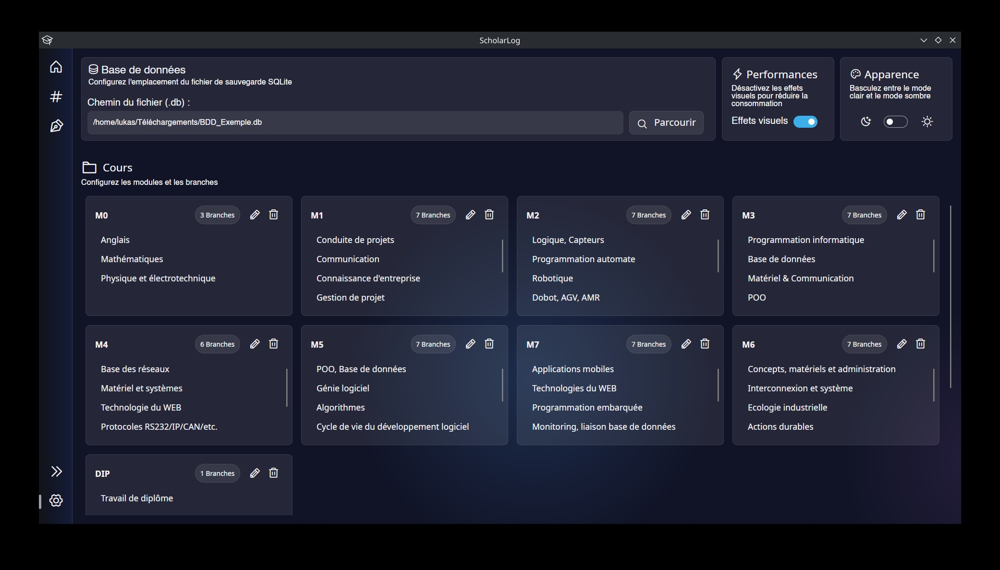 ScholarLog
Base de données
Configurez l'emplacement du fichier de sauvegarde SQLite
Chemin du fichier (.db) :
/home/lukas/Téléchargements/BDD_Exemple.db
Parcourir
Performances
Désactivez les effets
visuels pour réduire la
consommation
Effets visuels
Apparence
Basculez entre le mode
clair et le mode sombre
Cours
Configurez les modules et les branches
M0
3 Branches
Anglais
Mathématiques
Physique et électrotechnique
M1
7 Branches
Conduite de projets
Communication
Connaissance d'entreprise
Gestion de projet
M2
7 Branches
Logique, Capteurs
Programmation automate
Robotique
Dobot, AGV, AMR
M3
7 Branches
Programmation informatique
Base de données
Matériel & Communication
POO
M4
6 Branches
Base des réseaux
Matériel et systèmes
Technologie du WEB
Protocoles RS232/IP/CAN/etc.
M5
7 Branches
POO, Base de données
Génie logiciel
Algorithmes
Cycle de vie du développement logiciel
M7
7 Branches
Applications mobiles
Technologies du WEB
Programmation embarquée
Monitoring, liaison base de données
M6
7 Branches
Concepts, matériels et administration
Interconnexion et système
Ecologie industrielle
Actions durables
DIP
1 Branches
Travail de diplôme